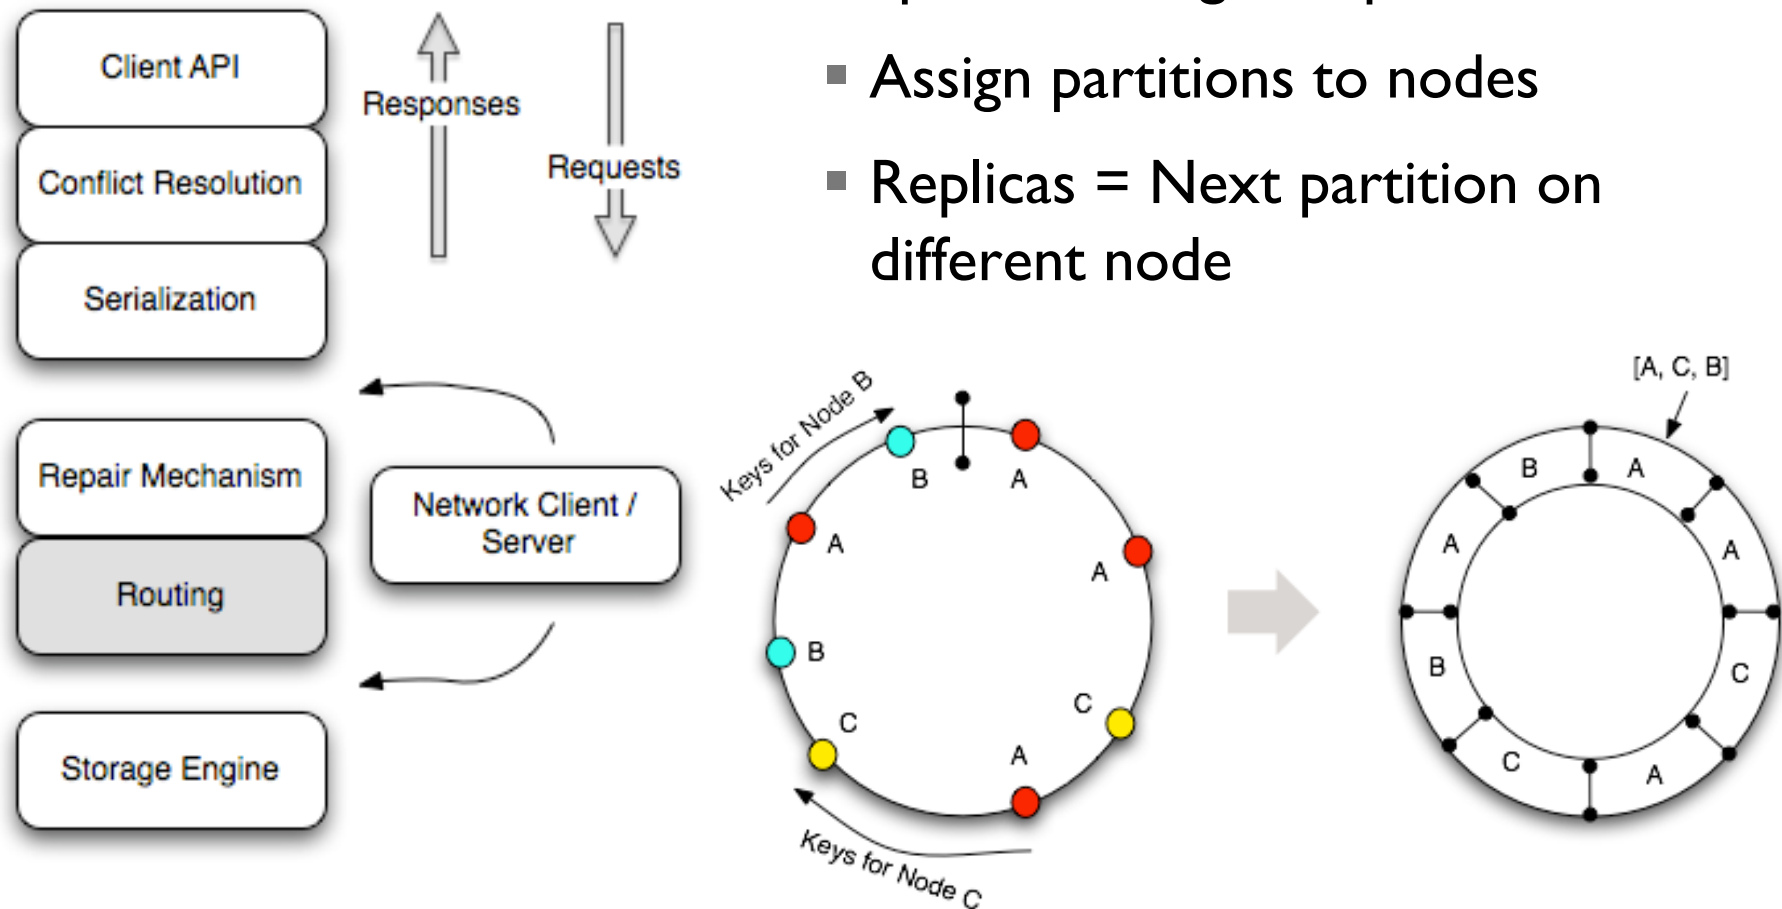 Client API
Conflict Resolution
Serialization
Repair Mechanism
Routing
Storage Engine
Responses
Requests
Network Client /
Server
Assign partitions to nodes
Replicas = Next partition on
different node
Keys for Node B
B
A
A
A
B
C
C
A
Keys for Node C
[A, C, B]
B
A
A
A
B
C
C
A